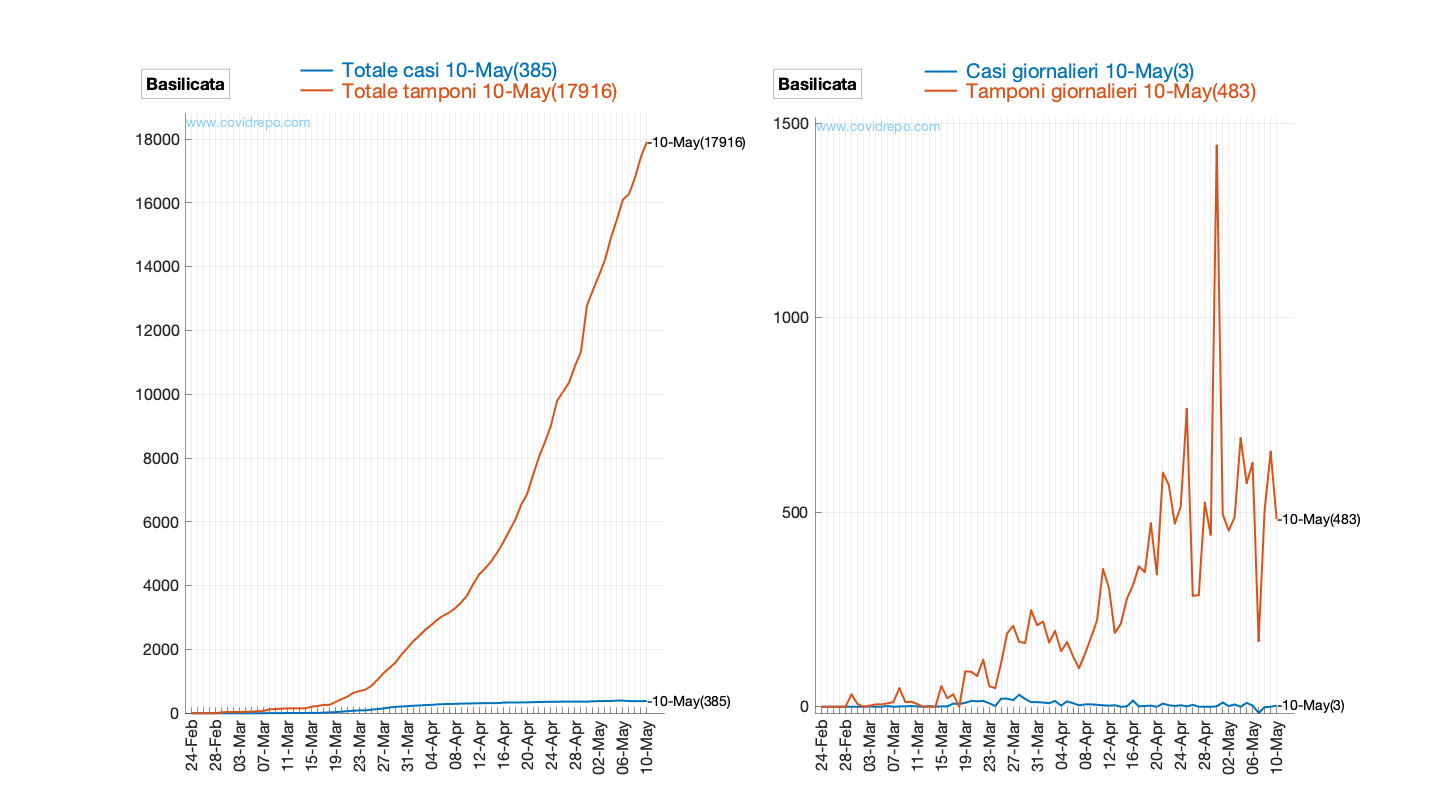 Basilicata
Totale casi 10-May(385)
Totale tamponi 10-May(17916)
www.covidrepo.com
18000
16000
14000
12000
10000
8000
6000
4000
2000
0
10-May(17916)
10-May(385)
24-Feb
28-Feb
03-Mar
07-Mar
11-Mar
15-Mar
19-Mar
23-Mar
27-Mar
31-Mar
04-Apr
08-Apr
12-Apr
16-Apr
20-Apr
24-Apr
28-Apr
02-May
06-May
10-May
Basilicata
Casi giornalieri 10-May(3)
Tamponi giornalieri 10-May(483)
www.covidrepo.com
1500
1000
500
0
10-May(483)
10-May(3)
24-Feb
28-Feb
03-Mar
07-Mar
11-Mar
15-Mar
19-Mar
23-Mar
27-Mar
31-Mar
04-Apr
08-Apr
12-Apr
16-Apr
20-Apr
24-Apr
28-Apr
02-May
06-May
10-May